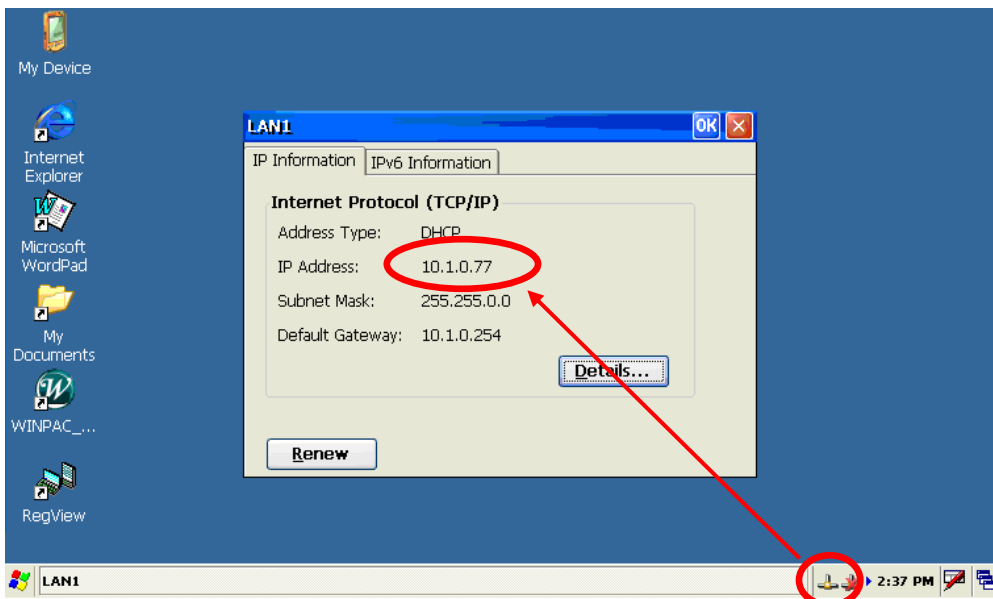 My Device
Internet
Explorer
Microsoft
WordPad
My
Documents
WINPAC_...
RegView
LAN1
OK
IP Information
IPv6 Information
Internet Protocol (TCP/IP)
Address Type: DHCP
IP Address: 10.1.0.77
Subnet Mask: 255.255.0.0
Default Gateway: 10.1.0.254
Details...
Renew
LAN1
2:37 PM